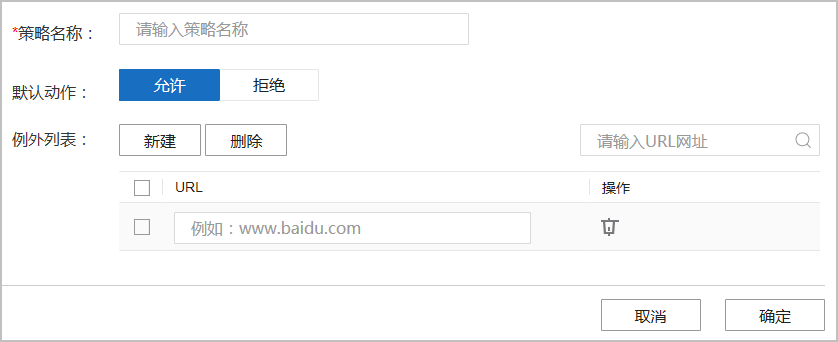 *策略名称：
请输入策略名称
默认动作：
允许 拒绝
例外列表：
新建 删除
请输入URL网址
URL 操作
例如：www.baidu.com
取消 确定